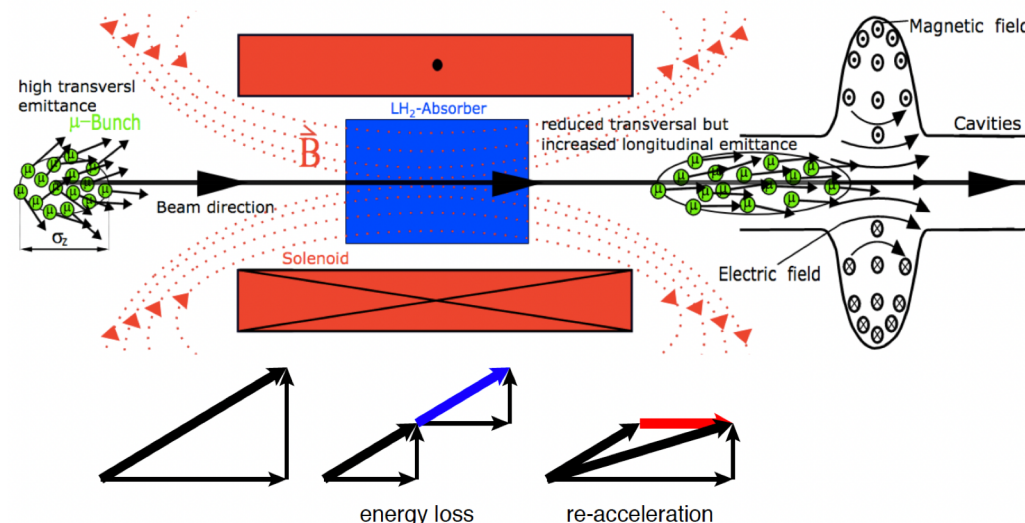 Magnetic field
high transversl
emittance
μ-Bunch
LH₂-Absorber
B
reduced transversal but
increased longitudinal emittance
Cavities
μ μ μ μ μ μ μ μ μ μ μ μ
Beam direction
σz
Solenoid
Electric field
energy loss
re-acceleration